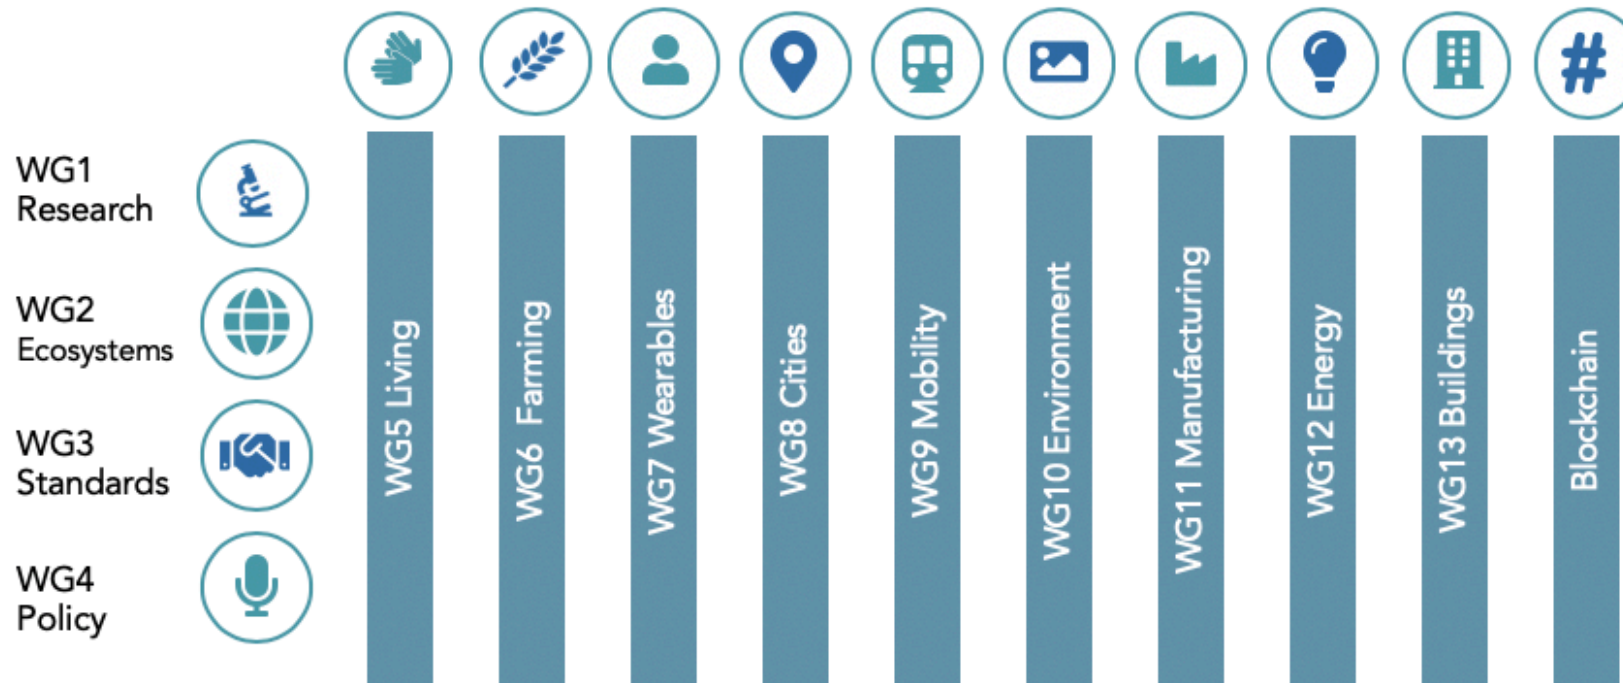 WG1
Research
WG2
Ecosystems
WG3
Standards
WG4
Policy
WG5 Living
WG6 Farming
WG7 Wearables
WG8 Cities
WG9 Mobility
WG10 Environment
WG11 Manufacturing
WG12 Energy
WG13 Buildings
Blockchain
#